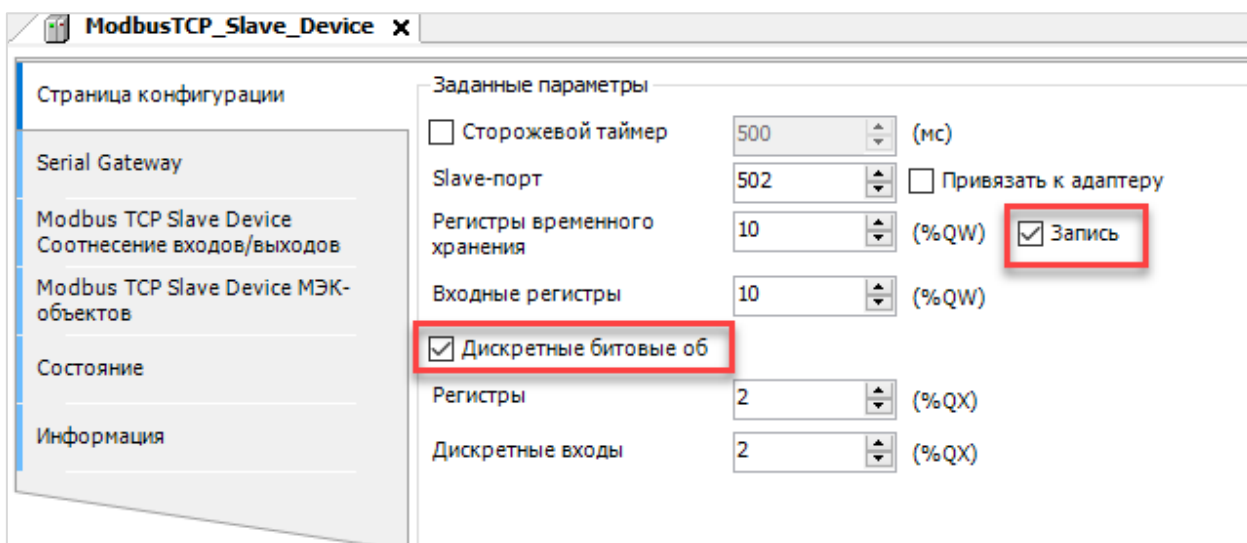 ModbusTCP_Slave_Device X
Страница конфигурации
Serial Gateway
Modbus TCP Slave Device
Соотнесение входов/выходов
Modbus TCP Slave Device МЭК-
объектов
Состояние
Информация
Заданные параметры
Сторожевой таймер 500 (мс)
Slave-порт 502 Привязать к адаптеру
Регистры временного
хранения 10 (%QW) Запись
Входные регистры 10 (%QW)
Дискретные битовые об
Регистры 2 (%QX)
Дискретные входы 2 (%QX)